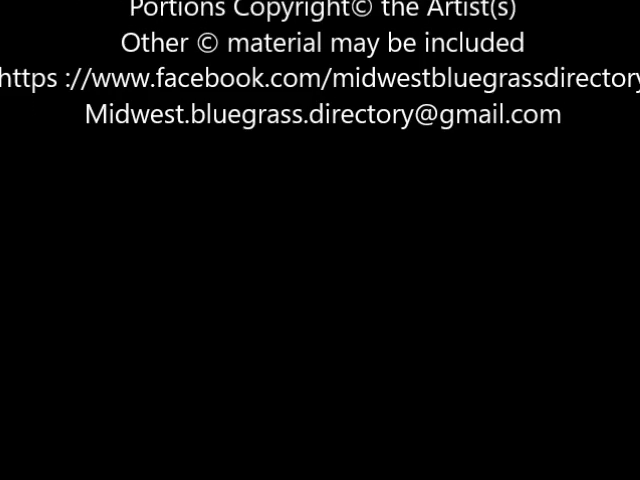 Portions Copyright© the Artist(s)
Other © material may be included
https ://www.facebook.com/midwestbluegrassdirectory
Midwest.bluegrass.directory@gmail.com